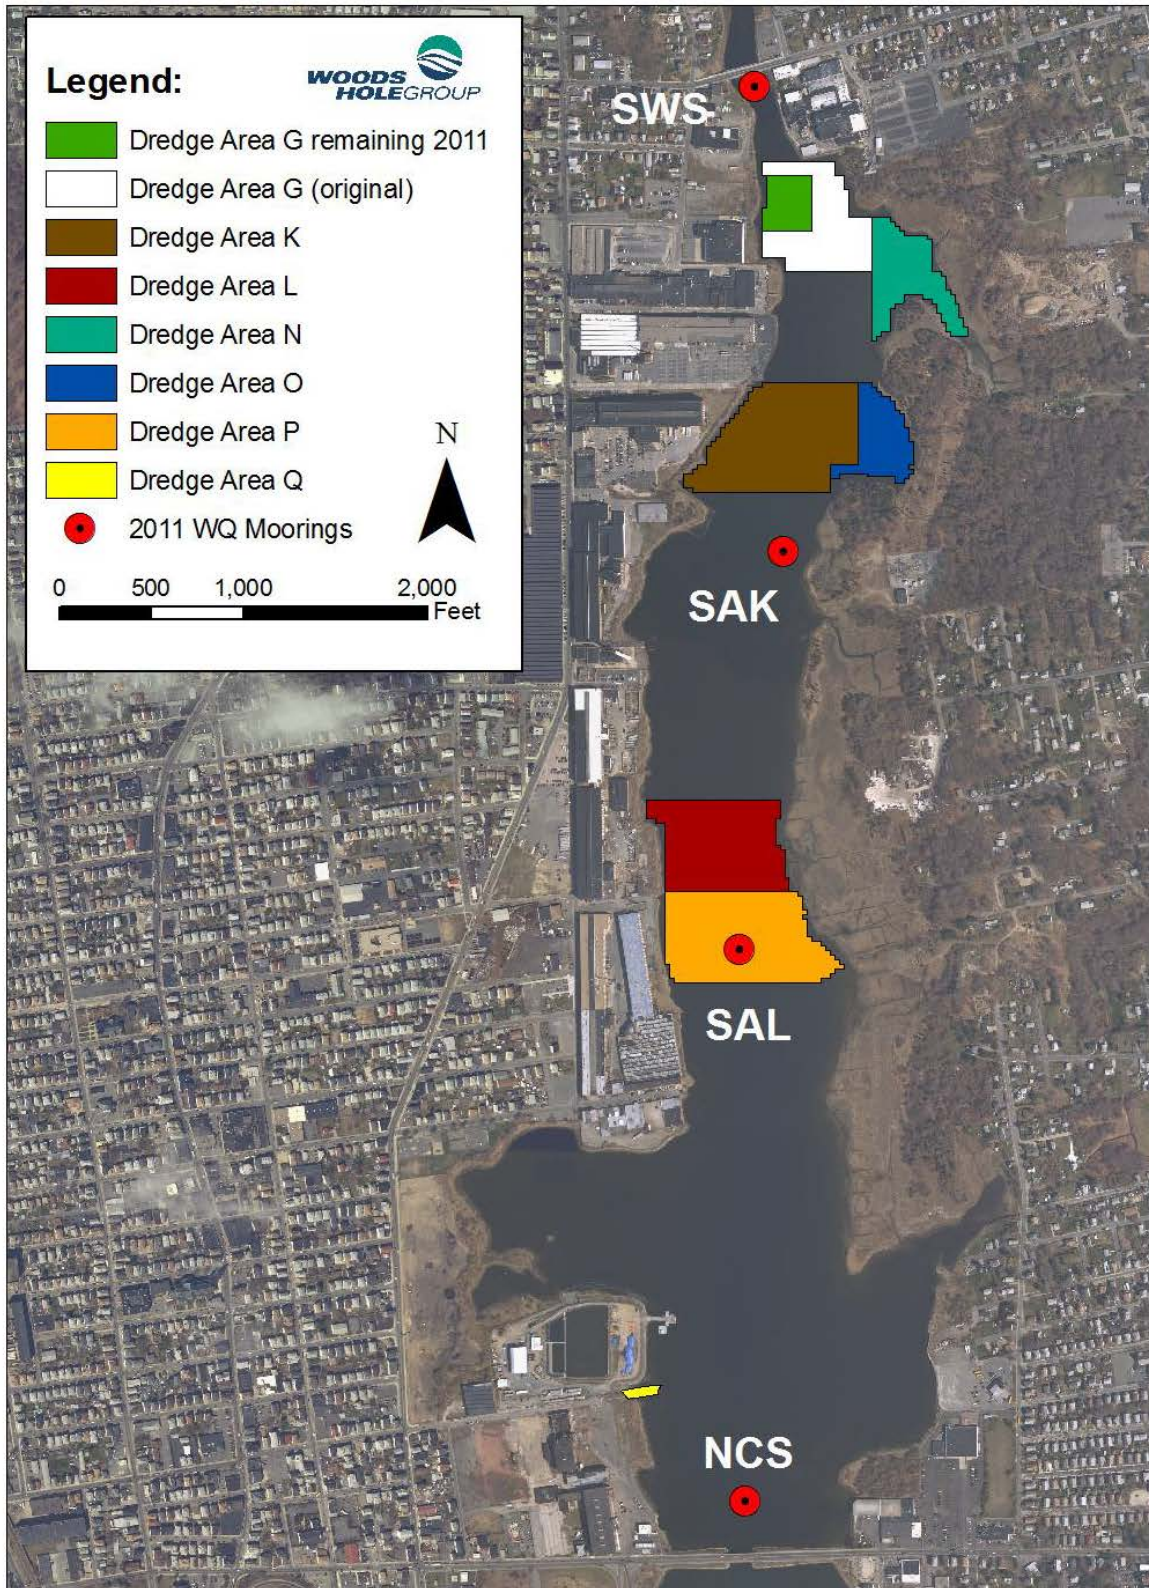 Legend:
WOODS
HOLEGROUP
Dredge Area G remaining 2011
Dredge Area G (original)
Dredge Area K
Dredge Area L
Dredge Area N
Dredge Area O
Dredge Area P
Dredge Area Q
2011 WQ Moorings
N
0 500 1,000 2,000
Feet
SWS
SAK
SAL
NCS